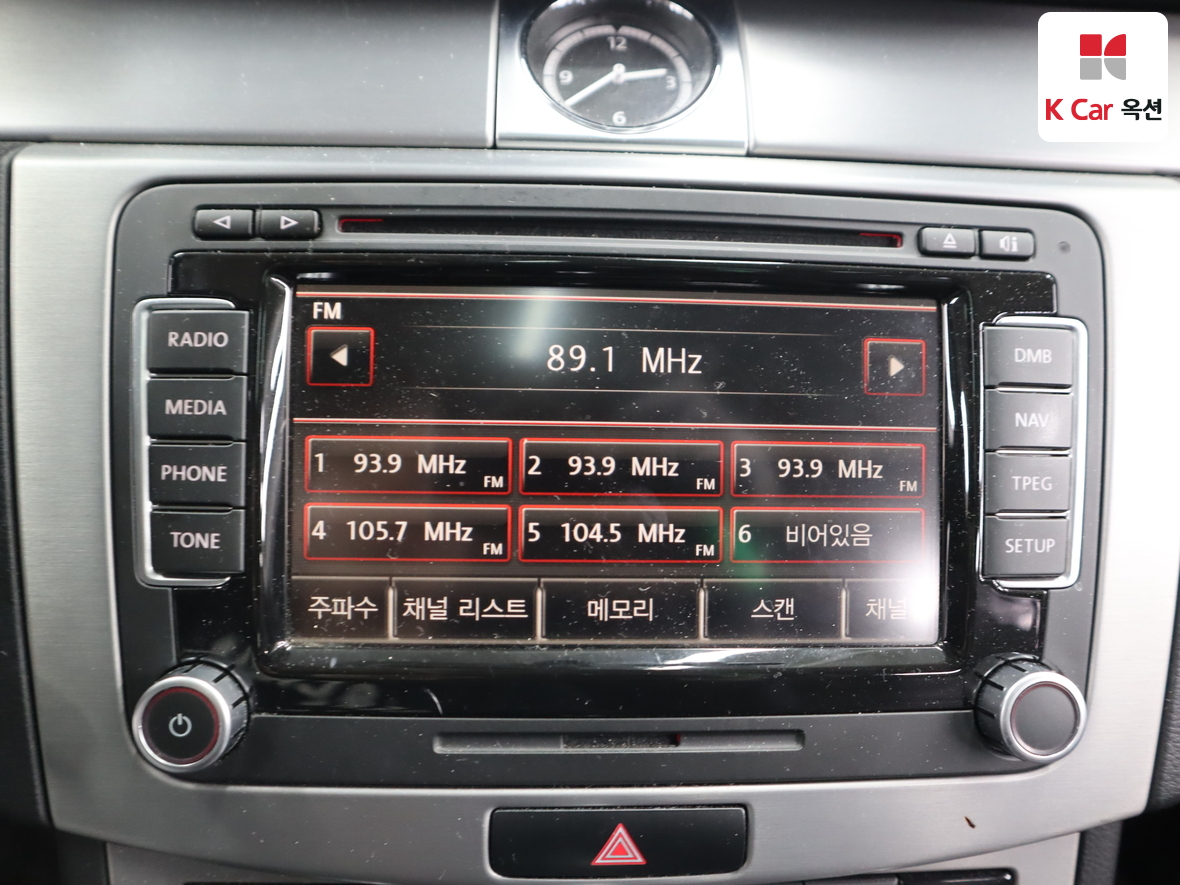 12
9
3
6
K Car 옥션
RADIO
MEDIA
PHONE
TONE
FM
89.1 MHz
1 93.9 MHz FM
2 93.9 MHz FM
3 93.9 MHz FM
4 105.7 MHz FM
5 104.5 MHz FM
6 비어있음
주파수 채널 리스트 메모리 스캔 채널
DMB
NAV
TPEG
SETUP